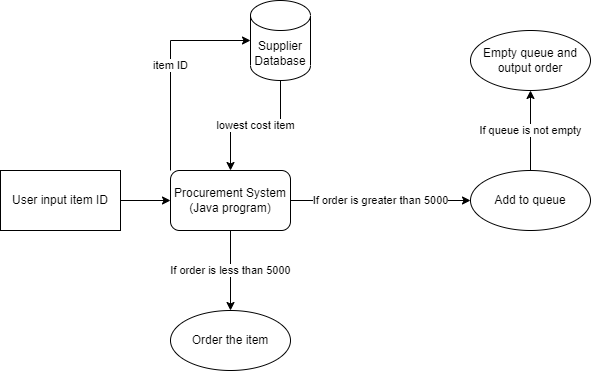 Supplier
Database
item ID
Empty queue and
output order
lowest cost item
If queue is not empty
User input item ID
Procurement System
(Java program)
If order is greater than 5000
Add to queue
If order is less than 5000
Order the item